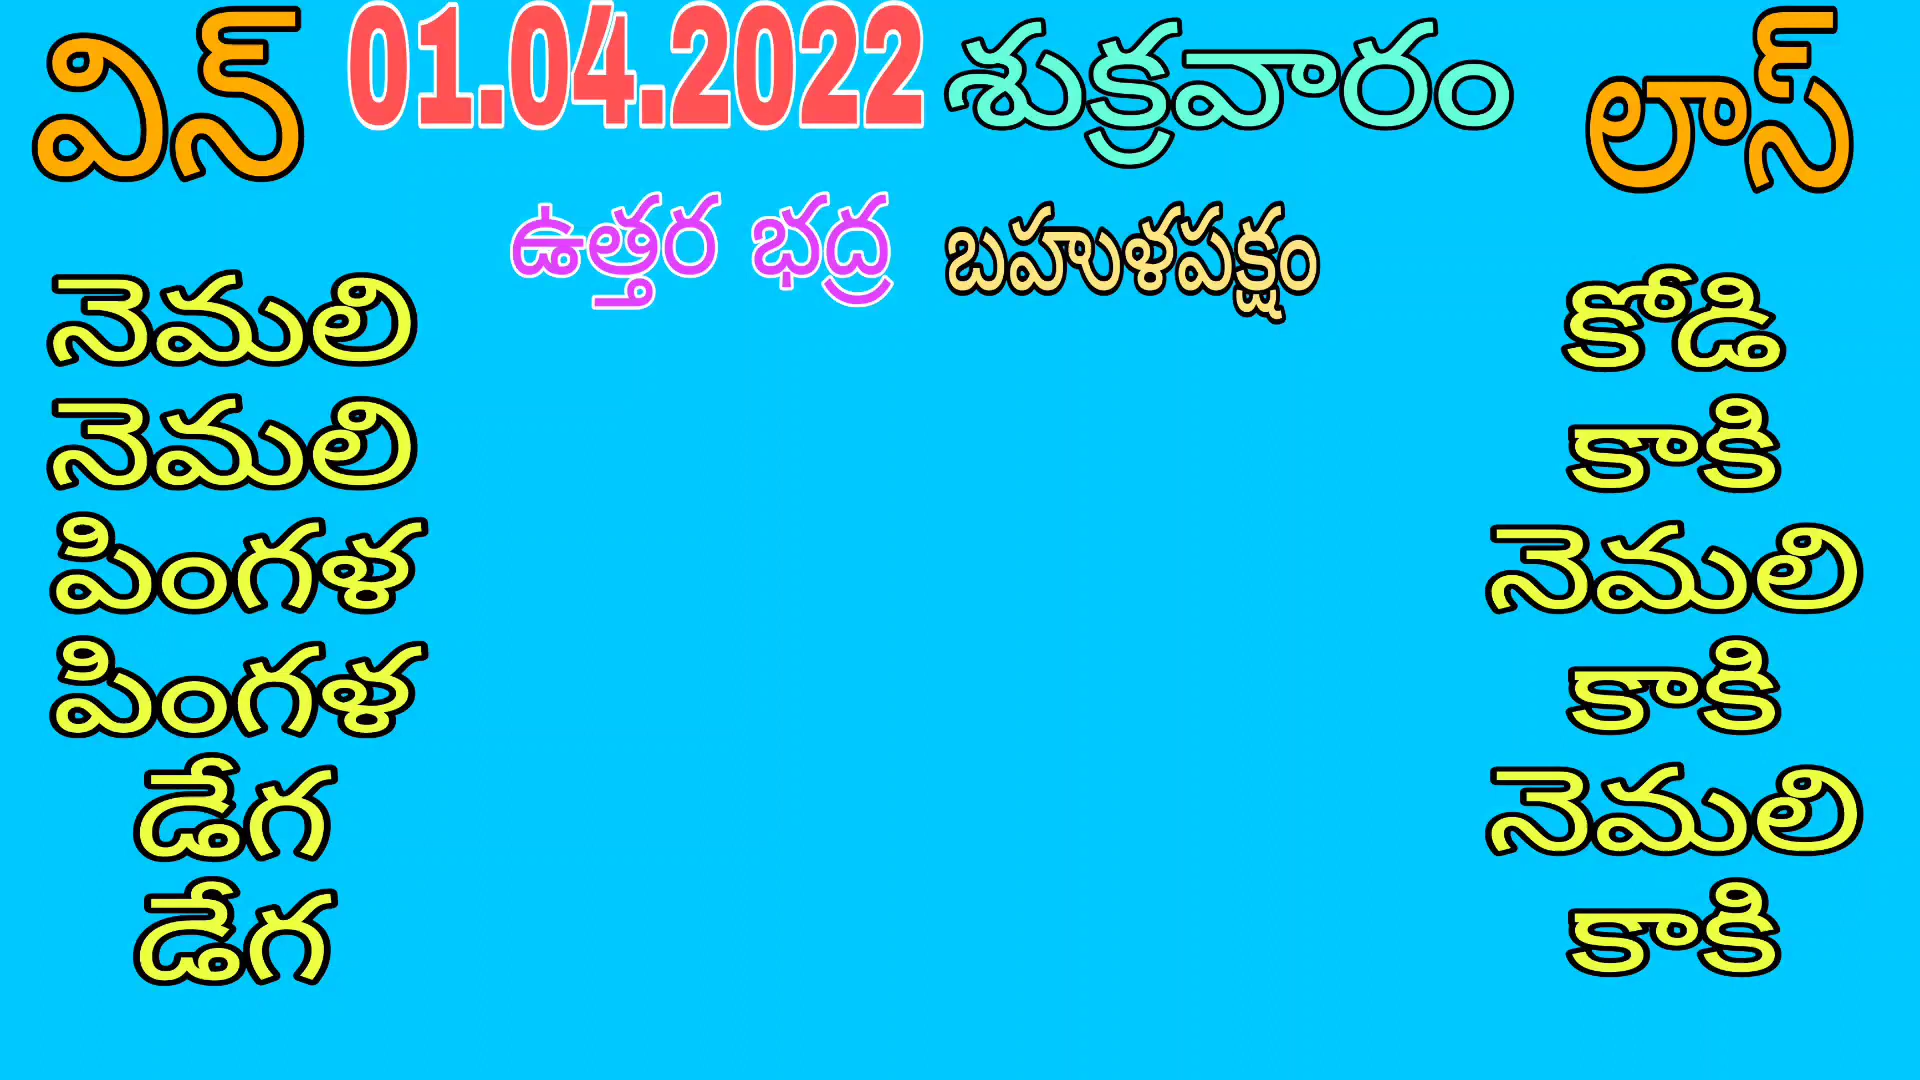 విన్ 01.04.2022 శుక్రవారం లాస్
ఉత్తర భద్ర బహుళపక్షం
నెమలి కోడి
నెమలి కాకి
పింగళ నెమలి
పింగళ కాకి
డేగ నెమలి
డేగ కాకి